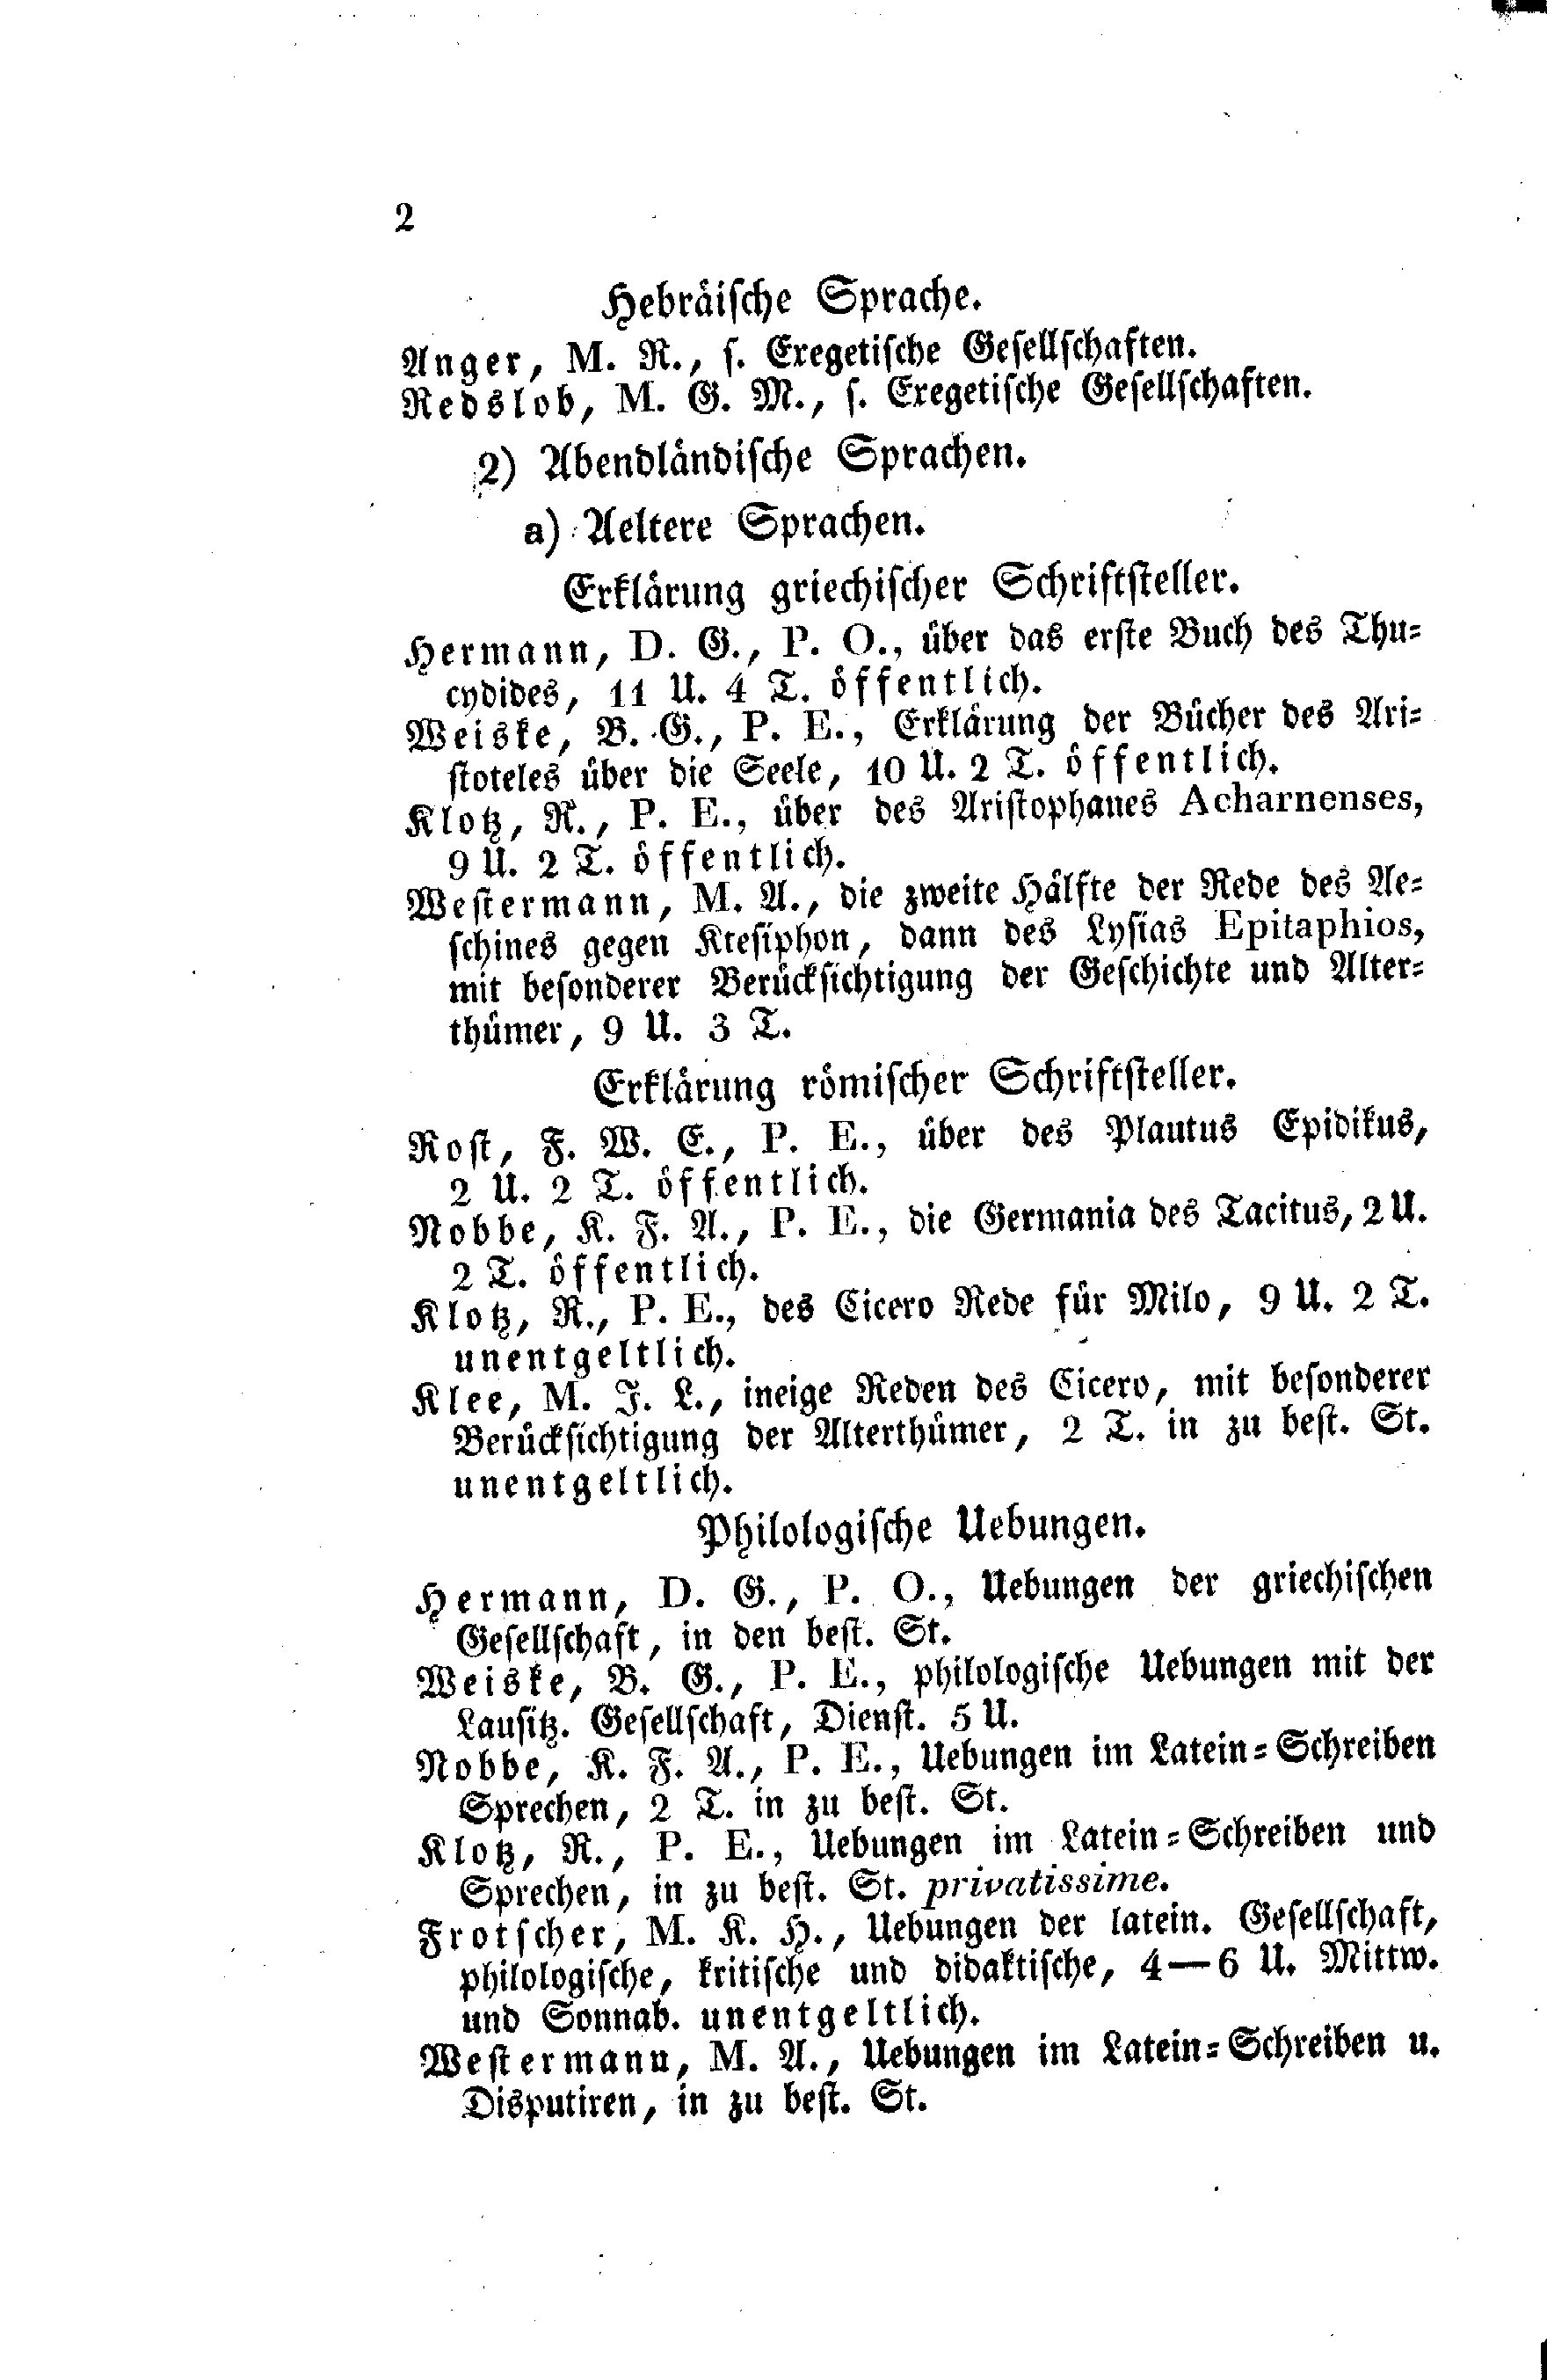 2
Hebräische Sprache.
Anger, M. R., s. Exegetische Gesellschaften.
Redslob, M. G. M., s. Exegetische Gesellschaften.
2) Abendländische Sprachen.
a) Aeltere Sprachen.
Erklärung griechischer Schriftsteller.
Hermann, D. G., P. O., über das erste Buch des Thu-
cydides, 11 U. 4 T. öffentlich.
Weiske, B. G., P. E., Erklärung der Bücher des Ari-
stoteles über die Seele, 10 U. 2 T. öffentlich.
Klotz, R., P. E., über des Aristophanes Acharnenses,
9 U. 2 T. öffentlich.
Westermann, M. A., die zweite Hälfte der Rede des Ae-
schines gegen Ktesiphon, dann des Lysias Epitaphios,
mit besonderer Berücksichtigung der Geschichte und Alter-
thümer, 9 U. 3 T.
Erklärung römischer Schriftsteller.
Rost, F. W. E., P. E., über des Plautus Epidikus,
2 U. 2 T. öffentlich.
Nobbe, K. F. A., P. E., die Germania des Tacitus, 2 U.
2 T. öffentlich.
Klotz, R., P. E., des Cicero Rede für Milo, 9 U. 2 T.
unentgeltlich.
Klee, M. J. L., ineige Reden des Cicero, mit besonderer
Berücksichtigung der Alterthümer, 2 T. in zu best. St.
unentgeltlich.
Philologische Uebungen.
Hermann, D. G., P. O., Uebungen der griechischen
Gesellschaft, in den best. St.
Weiske, B. G., P. E., philologische Uebungen mit der
Lausitz. Gesellschaft, Dienst. 5 U.
Nobbe, K. F. A., P. E., Uebungen im Latein-Schreiben
Sprechen, 2 T. in zu best. St.
Klotz, R., P. E., Uebungen im Latein-Schreiben und
Sprechen, in zu best. St. privatissime.
Frotscher, M. K. H., Uebungen der latein. Gesellschaft,
philologische, kritische und didaktische, 4—6 U. Mittw.
und Sonnab. unentgeltlich.
Westermann, M. A., Uebungen im Latein-Schreiben u.
Disputiren, in zu best. St.